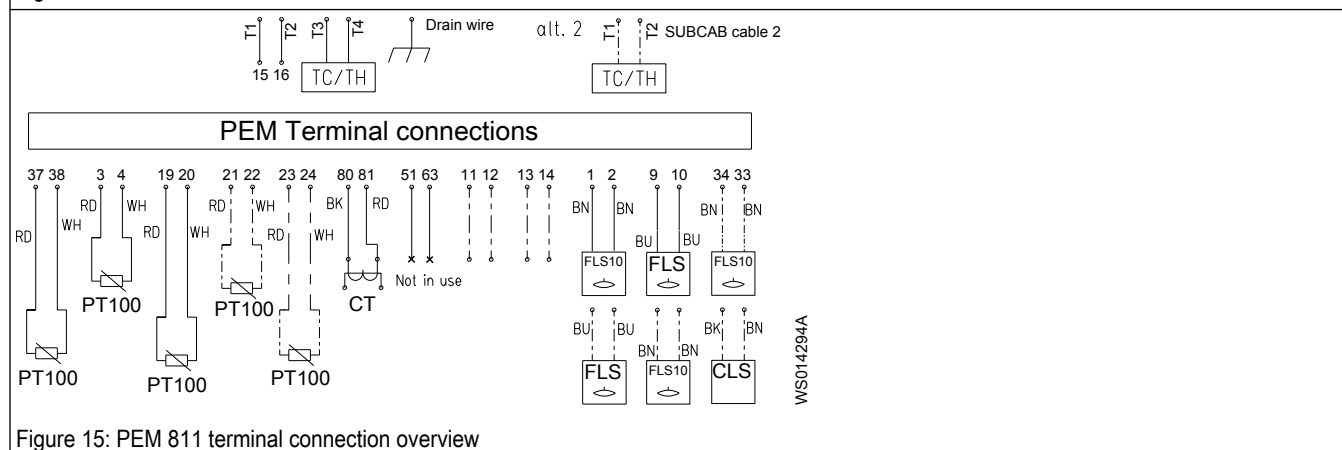 T1 T2 T3 T4 Drain wire alt. 2 T1 T2 SUBCAB cable 2
15 16 TC/TH TC/TH
PEM Terminal connections
37 38 3 4 19 20 21 22 23 24 80 81 51 63 11 12 13 14 1 2 9 10 34 33
RD WH RD WH RD WH RD WH RD WH BK RD BN BN BU BU BN BN
FLS10 FLS FLS10
PT100 PT100 CT Not in use
BU BU BN BN BK BN
PT100 PT100 PT100 FLS FLS10 CLS
WS014294A
Figure 15: PEM 811 terminal connection overview